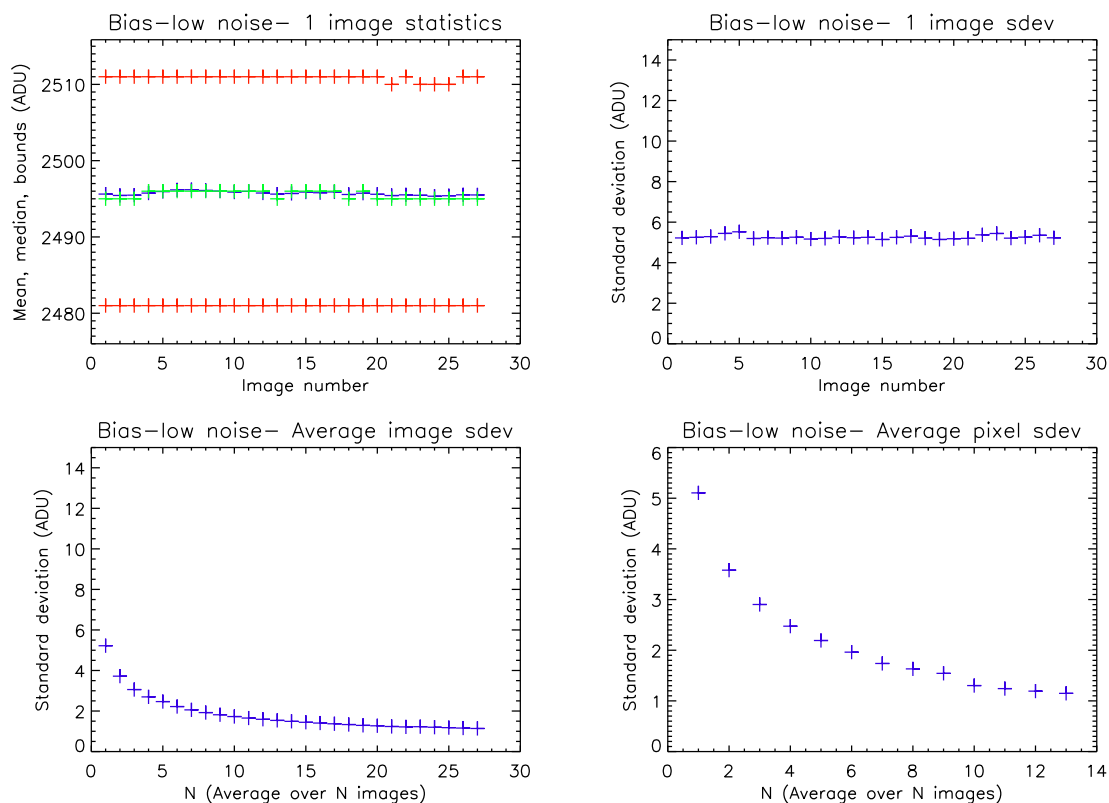 Bias-low noise- 1 image statistics
Mean, median, bounds (ADU)
2510
2500
2490
2480
0 5 10 15 20 25 30
Image number
Bias-low noise- 1 image sdev
Standard deviation (ADU)
14
12
10
8
6
4
2
0
0 5 10 15 20 25 30
Image number
Bias-low noise- Average image sdev
Standard deviation (ADU)
14
12
10
8
6
4
2
0
0 5 10 15 20 25 30
N (Average over N images)
Bias-low noise- Average pixel sdev
Standard deviation (ADU)
6
5
4
3
2
1
0
0 2 4 6 8 10 12 14
N (Average over N images)